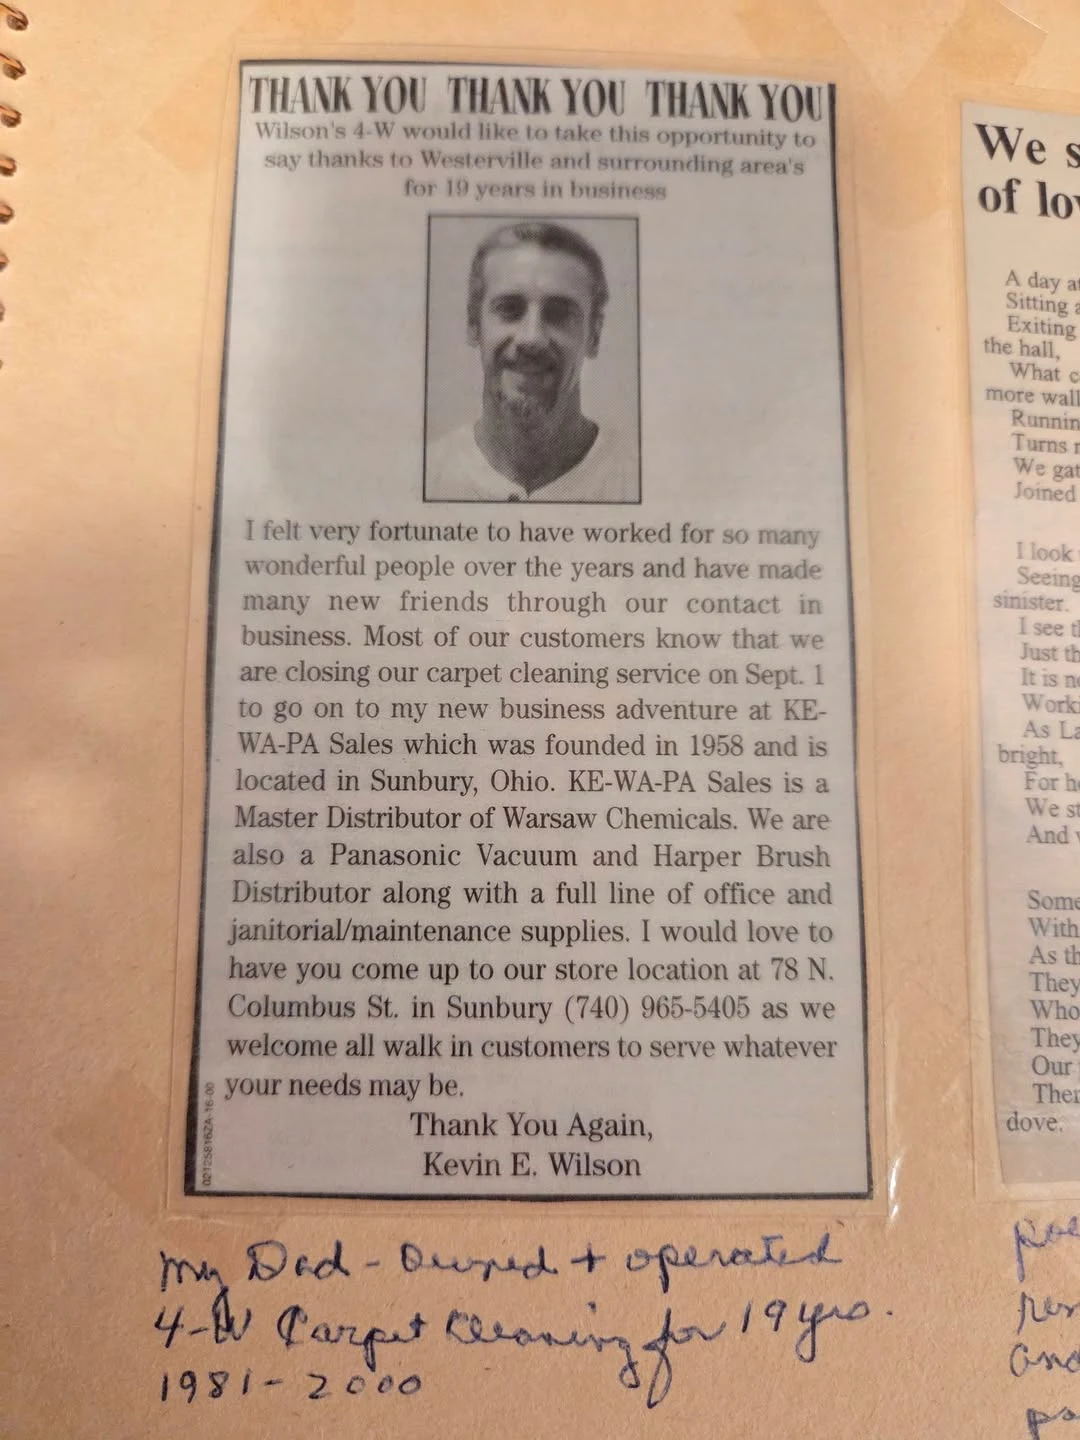 THANK YOU THANK YOU THANK YOU
Wilson's 4-W would like to take this opportunity to
say thanks to Westerville and surrounding area's
for 19 years in business
I felt very fortunate to have worked for so many
wonderful people over the years and have made
many new friends through our contact in
business. Most of our customers know that we
are closing our carpet cleaning service on Sept. 1
to go on to my new business adventure at KE-
WA-PA Sales which was founded in 1958 and is
located in Sunbury, Ohio. KE-WA-PA Sales is a
Master Distributor of Warsaw Chemicals. We are
also a Panasonic Vacuum and Harper Brush
Distributor along with a full line of office and
janitorial/maintenance supplies. I would love to
have you come up to our store location at 78 N.
Columbus St. in Sunbury (740) 965-5405 as we
welcome all walk in customers to serve whatever
your needs may be.
Thank You Again,
Kevin E. Wilson
My Dad - Owned + operated
4-W Carpet Cleaning for 19 yrs.
1981 - 2000
We
of
A day
Sitting
Exiting
the hall,
What
more
Turns
We
Joined
I look
Seeing
sinister.
I see
Just
It is
As
bright,
For
We
And
Some
With
As
They
Who
They
Our
dove.